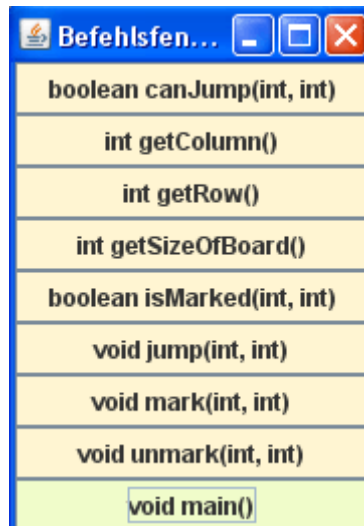 Befehlsfen...
boolean canJump(int, int)
int getColumn()
int getRow()
int getSizeOfBoard()
boolean isMarked(int, int)
void jump(int, int)
void mark(int, int)
void unmark(int, int)
void main()